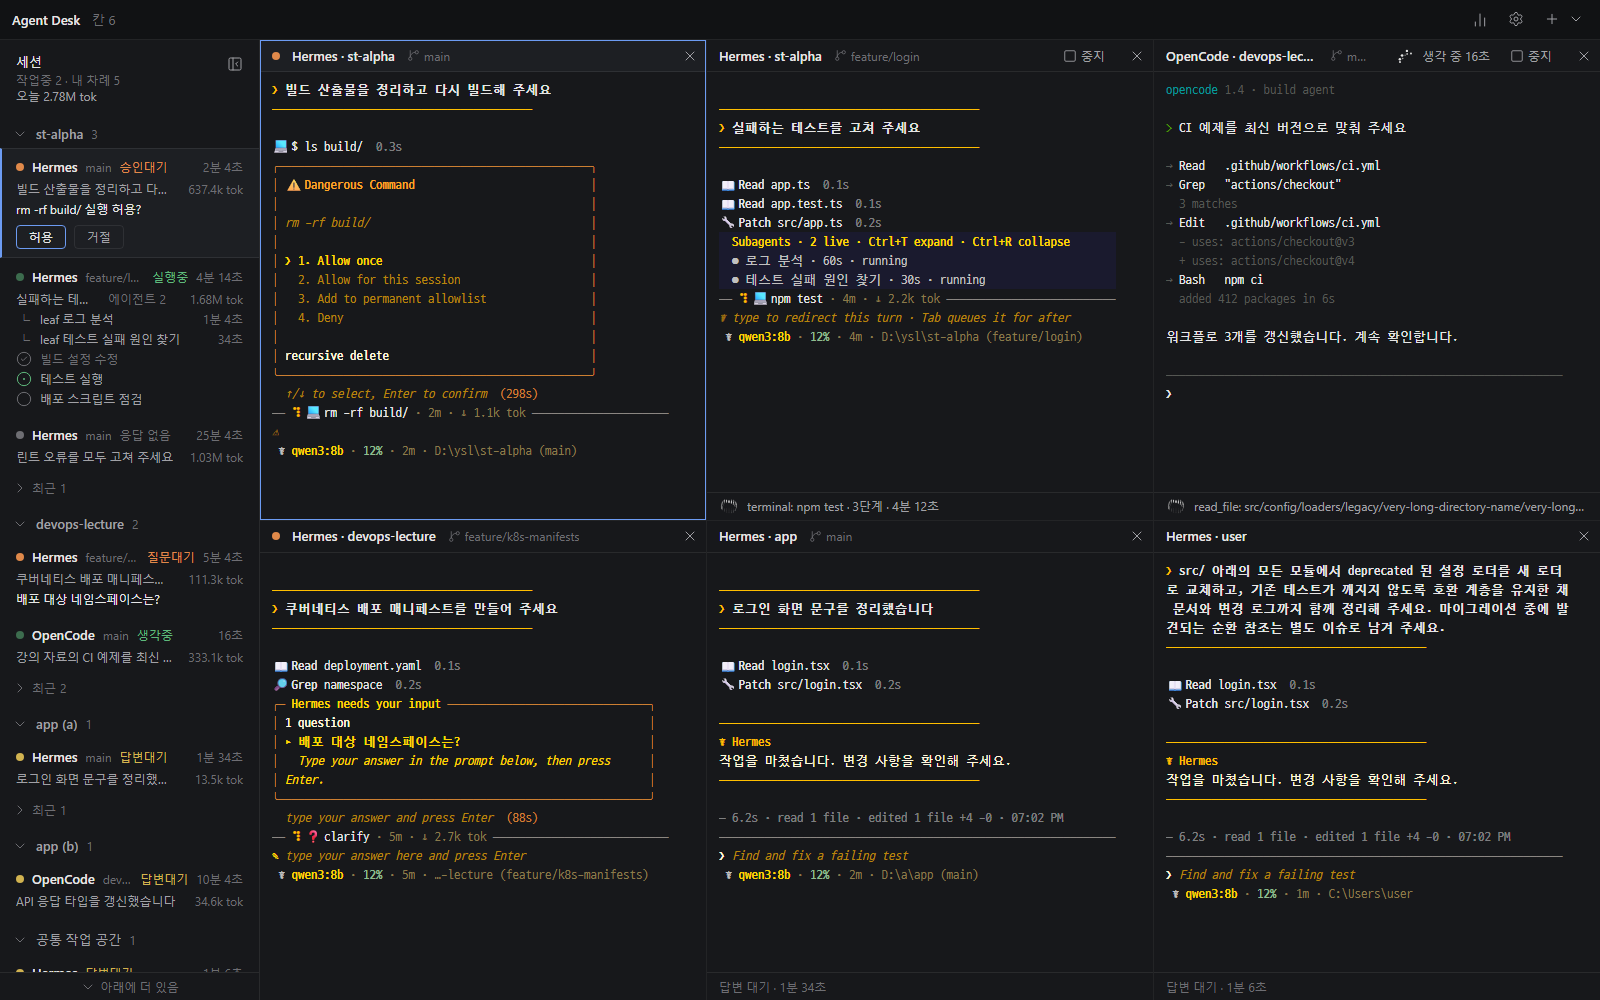 Agent Desk 칸 6
세션
작업중 2 · 내 차례 5
오늘 2.78M tok
st-alpha 3
Hermes main 승인대기 2분 4초
빌드 산출물을 정리하고 다... 637.4k tok
rm -rf build/ 실행 허용?
허용 거절
Hermes feature/l... 실행중 4분 14초
실패하는 테... 에이전트 2 1.68M tok
└ leaf 로그 분석 1분 4초
└ leaf 테스트 실패 원인 찾기 34초
빌드 설정 수정
테스트 실행
배포 스크립트 점검
Hermes main 응답 없음 25분 4초
린트 오류를 모두 고쳐 주세요 1.03M tok
최근 1
devops-lecture 2
Hermes feature/... 질문대기 5분 4초
쿠버네티스 배포 매니페스... 111.3k tok
배포 대상 네임스페이스는?
OpenCode main 생각중 16초
강의 자료의 CI 예제를 최신 ... 333.1k tok
최근 2
app (a) 1
Hermes main 답변대기 1분 34초
로그인 화면 문구를 정리했... 13.5k tok
최근 1
app (b) 1
OpenCode dev... 답변대기 10분 4초
API 응답 타입을 갱신했습니다 34.6k tok
공통 작업 공간 1
Hermes 답변대기 1분 6초
아래에 더 있음
Hermes · st-alpha main
❯ 빌드 산출물을 정리하고 다시 빌드해 주세요
$ ls build/ 0.3s
Dangerous Command
rm -rf build/
❯ 1. Allow once
2. Allow for this session
3. Add to permanent allowlist
4. Deny
recursive delete
↑/↓ to select, Enter to confirm (298s)
rm -rf build/ · 2m · ↓ 1.1k tok
⚠
qwen3:8b · 12% · 2m · D:\ysl\st-alpha (main)
Hermes · st-alpha feature/login 중지
❯ 실패하는 테스트를 고쳐 주세요
Read app.ts 0.1s
Read app.test.ts 0.1s
Patch src/app.ts 0.2s
Subagents · 2 live · Ctrl+T expand · Ctrl+R collapse
● 로그 분석 · 60s · running
● 테스트 실패 원인 찾기 · 30s · running
npm test · 4m · ↓ 2.2k tok
type to redirect this turn · Tab queues it for after
qwen3:8b · 12% · 4m · D:\ysl\st-alpha (feature/login)
terminal: npm test · 3단계 · 4분 12초
OpenCode · devops-lec... m... 생각 중 16초 중지
opencode 1.4 · build agent
> CI 예제를 최신 버전으로 맞춰 주세요
→ Read .github/workflows/ci.yml
→ Grep "actions/checkout"
3 matches
→ Edit .github/workflows/ci.yml
- uses: actions/checkout@v3
+ uses: actions/checkout@v4
→ Bash npm ci
added 412 packages in 6s
워크플로 3개를 갱신했습니다. 계속 확인합니다.
❯
read_file: src/config/loaders/legacy/very-long-directory-name/very-long...
Hermes · devops-lecture feature/k8s-manifests
❯ 쿠버네티스 배포 매니페스트를 만들어 주세요
Read deployment.yaml 0.1s
Grep namespace 0.2s
Hermes needs your input
1 question
▸ 배포 대상 네임스페이스는?
Type your answer in the prompt below, then press
Enter.
type your answer and press Enter (88s)
clarify · 5m · ↓ 2.7k tok
type your answer here and press Enter
qwen3:8b · 12% · 5m · …-lecture (feature/k8s-manifests)
Hermes · app main
❯ 로그인 화면 문구를 정리했습니다
Read login.tsx 0.1s
Patch src/login.tsx 0.2s
Hermes
작업을 마쳤습니다. 변경 사항을 확인해 주세요.
— 6.2s · read 1 file · edited 1 file +4 -0 · 07:02 PM
❯ Find and fix a failing test
qwen3:8b · 12% · 2m · D:\a\app (main)
답변 대기 · 1분 34초
Hermes · user
❯ src/ 아래의 모든 모듈에서 deprecated 된 설정 로더를 새 로더
로 교체하고, 기존 테스트가 깨지지 않도록 호환 계층을 유지한 채
문서와 변경 로그까지 함께 정리해 주세요. 마이그레이션 중에 발
견되는 순환 참조는 별도 이슈로 남겨 주세요.
Read login.tsx 0.1s
Patch src/login.tsx 0.2s
Hermes
작업을 마쳤습니다. 변경 사항을 확인해 주세요.
— 6.2s · read 1 file · edited 1 file +4 -0 · 07:02 PM
❯ Find and fix a failing test
qwen3:8b · 12% · 1m · C:\Users\user
답변 대기 · 1분 6초